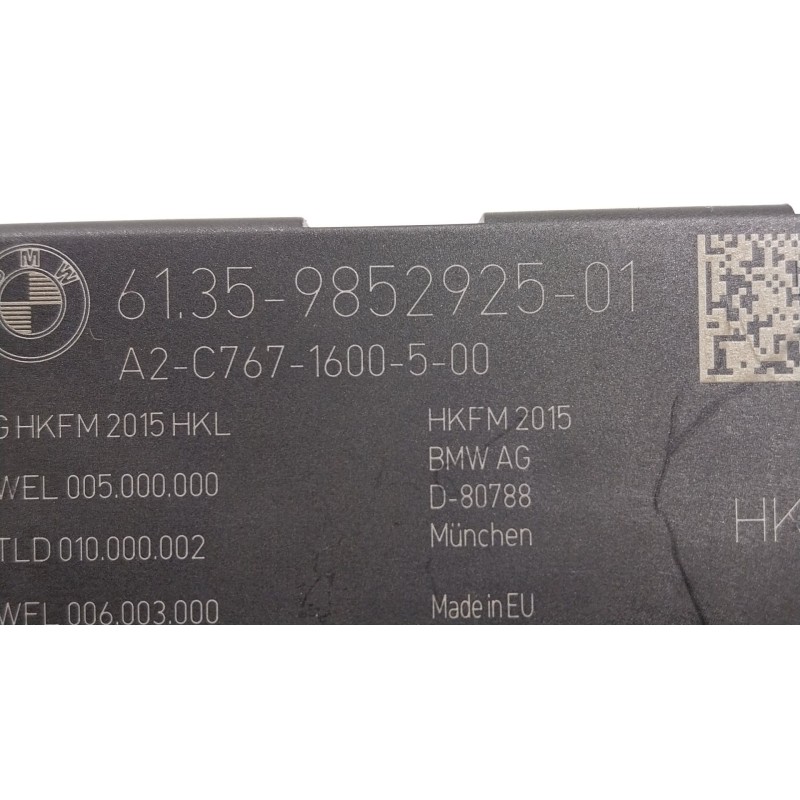 BMW
61.35-9852925-01
A2-C767-1600-5-00
G HKFM 2015 HKL
WEL 005.000.000
TLD 010.000.002
WEL 006.003.000
HKFM 2015
BMW AG
D-80788
München
Made in EU
HK